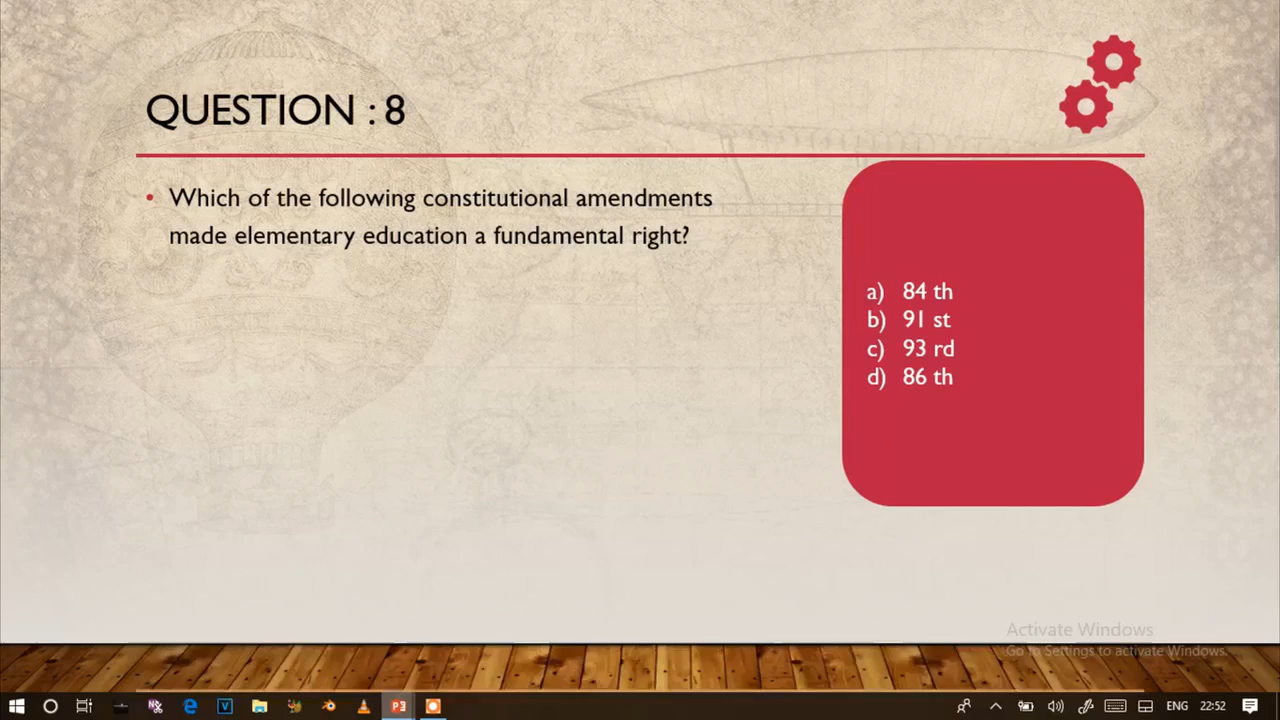 QUESTION : 8
• Which of the following constitutional amendments
made elementary education a fundamental right?
a) 84 th
b) 91 st
c) 93 rd
d) 86 th
Activate Windows
Go to Settings to activate Windows.
ENG 22:52